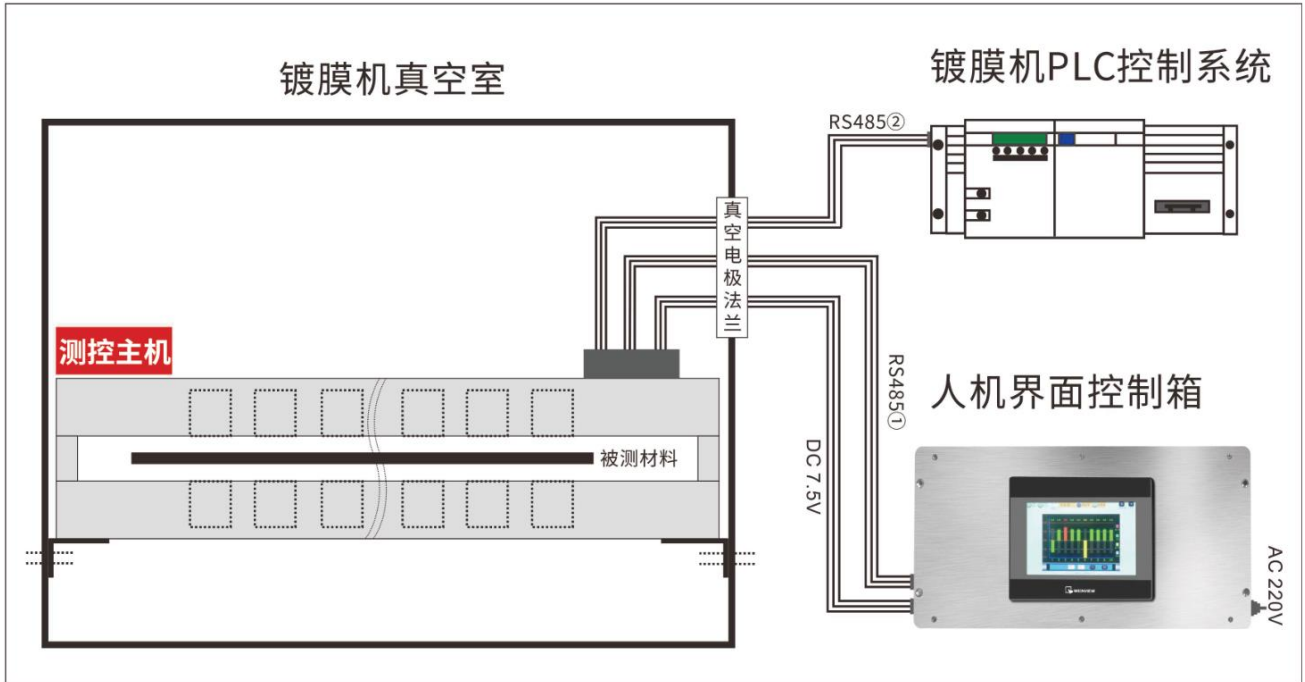 镀膜机真空室
镀膜机PLC控制系统
RS485②
真空电极法兰
测控主机
被测材料
RS485①
DC 7.5V
人机界面控制箱
WEINVIEW
AC 220V